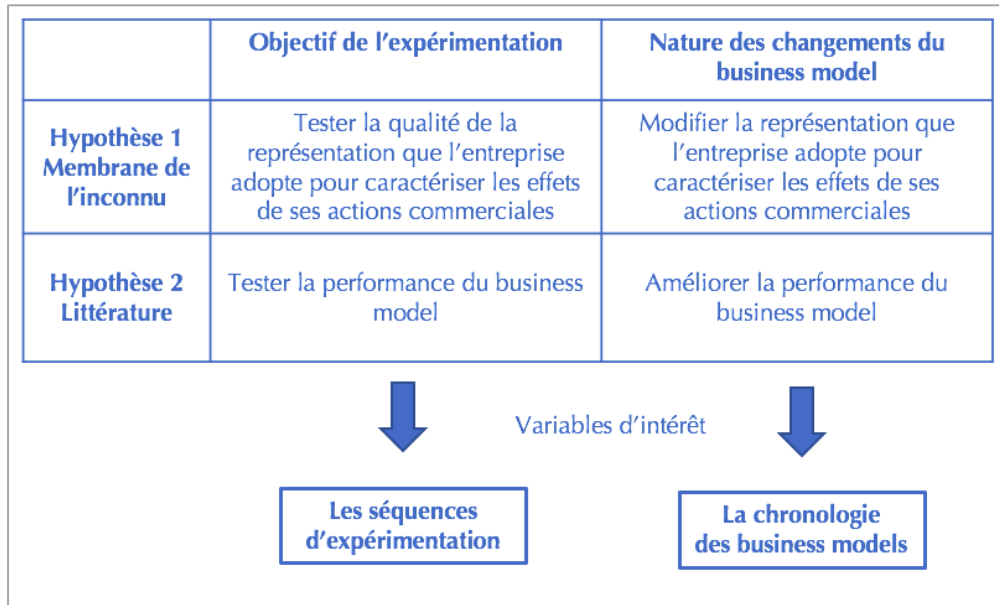 Objectif de l'expérimentation
Nature des changements du
business model
Hypothèse 1
Membrane de
l'inconnu
Tester la qualité de la
représentation que l'entreprise
adopte pour caractériser les effets
de ses actions commerciales
Modifier la représentation que
l'entreprise adopte pour
caractériser les effets de ses
actions commerciales
Hypothèse 2
Littérature
Tester la performance du business
model
Améliorer la performance du
business model
Variables d'intérêt
Les séquences
d'expérimentation
La chronologie
des business models